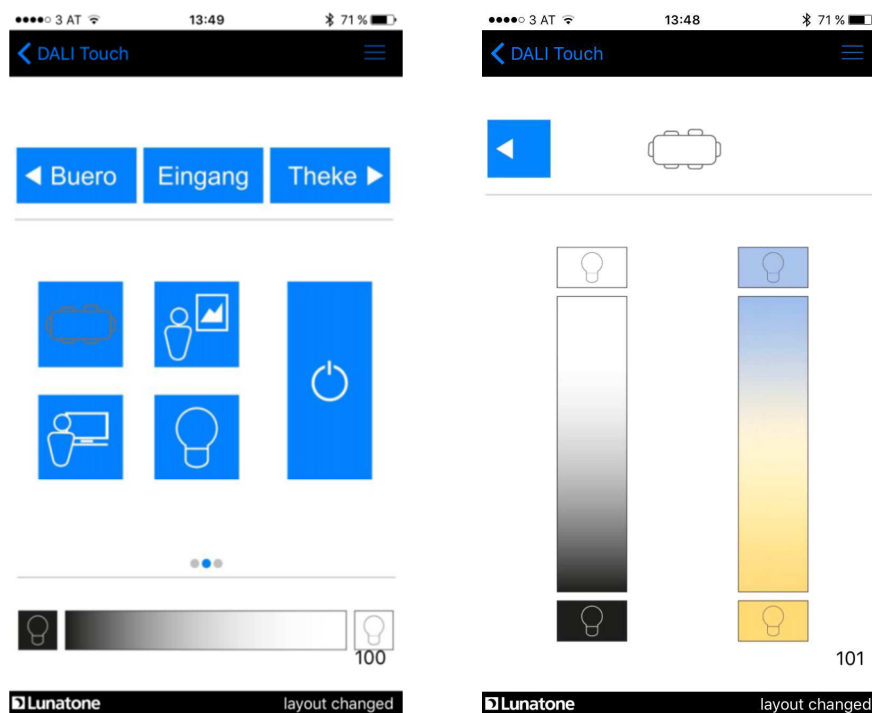 3 AT 13:49 71 %
DALI Touch
Buero Eingang Theke
100
Lunatone layout changed
3 AT 13:48 71 %
DALI Touch
101
Lunatone layout changed